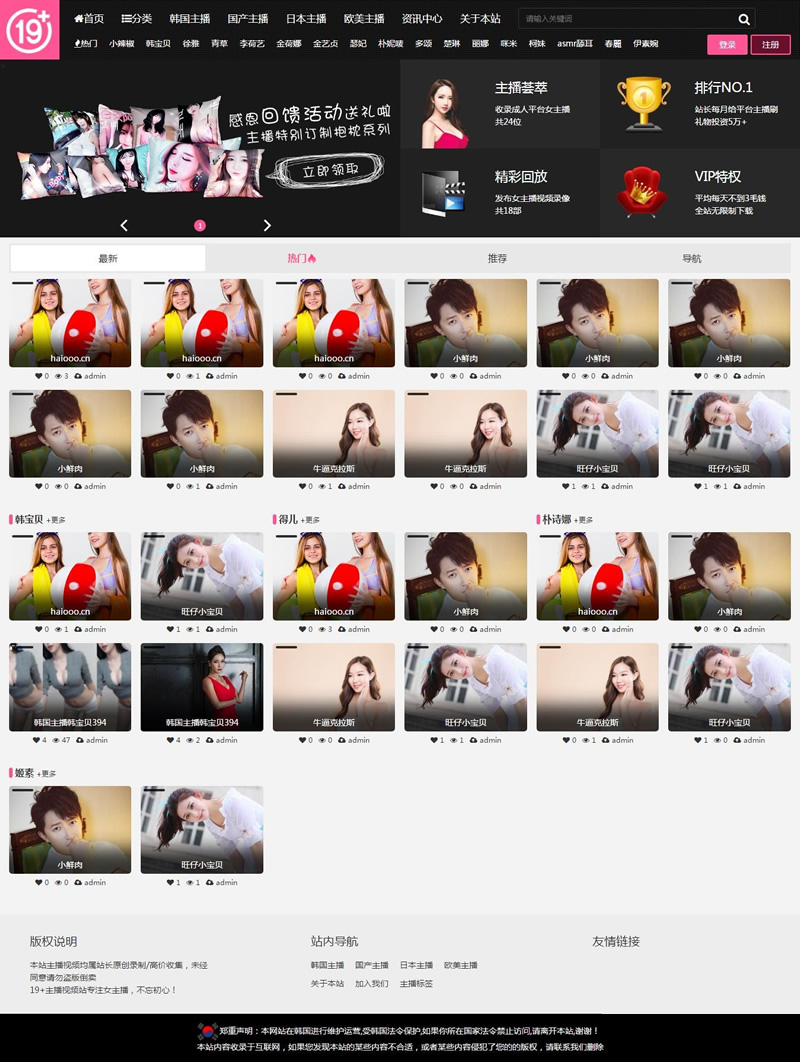 19+
首页 分类 韩国主播 国产主播 日本主播 欧美主播 资讯中心 关于本站 请输入关键词
热门 小辣椒 韩宝贝 徐雅 青草 李荷艺 金荷娜 金艺贞 瑟妃 朴妮唛 多颂 楚琳 丽娜 咪米 柯妹 asmr舔耳 春麗 伊素婉 登录 注册
感恩回馈活动送礼啦
主播特别订制抱枕系列
立即领取
1
主播荟萃
收录成人平台女主播
共24位
排行NO.1
站长每月给平台主播刷
礼物投资5万+
精彩回放
发布女主播视频录像
共18部
VIP特权
平均每天不到3毛钱
全站无限制下载
最新 热门 推荐 导航
haiooo.cn haiooo.cn haiooo.cn 小鲜肉 小鲜肉 小鲜肉
0 3 admin 0 1 admin 0 0 admin 0 0 admin 0 0 admin 0 0 admin
小鲜肉 小鲜肉 牛逼克拉斯 牛逼克拉斯 旺仔小宝贝 旺仔小宝贝
0 0 admin 0 1 admin 0 1 admin 0 0 admin 1 1 admin 1 1 admin
韩宝贝 +更多 得儿 +更多 朴诗娜 +更多
haiooo.cn 旺仔小宝贝 haiooo.cn 小鲜肉 haiooo.cn 小鲜肉
0 1 admin 1 1 admin 0 3 admin 0 0 admin 0 0 admin 0 0 admin
韩国主播韩宝贝394 韩国主播韩宝贝394 牛逼克拉斯 旺仔小宝贝 牛逼克拉斯 旺仔小宝贝
4 47 admin 4 2 admin 0 0 admin 1 1 admin 0 1 admin 1 0 admin
姬素 +更多
小鲜肉 旺仔小宝贝
0 0 admin 1 1 admin
版权说明
本站主播视频均属站长原创录制/高价收集，未经
同意请勿盗版倒卖
19+主播视频站专注女主播，不忘初心！
站内导航
韩国主播 国产主播 日本主播 欧美主播
关于本站 加入我们 主播标签
友情链接
郑重声明：本网站在韩国进行维护运营,受韩国法令保护,如果你所在国家法令禁止访问,请离开本站,谢谢！
本站内容收录于互联网，如果您发现本站的某些内容不合适，或者某些内容侵犯了您的的版权，请联系我们删除